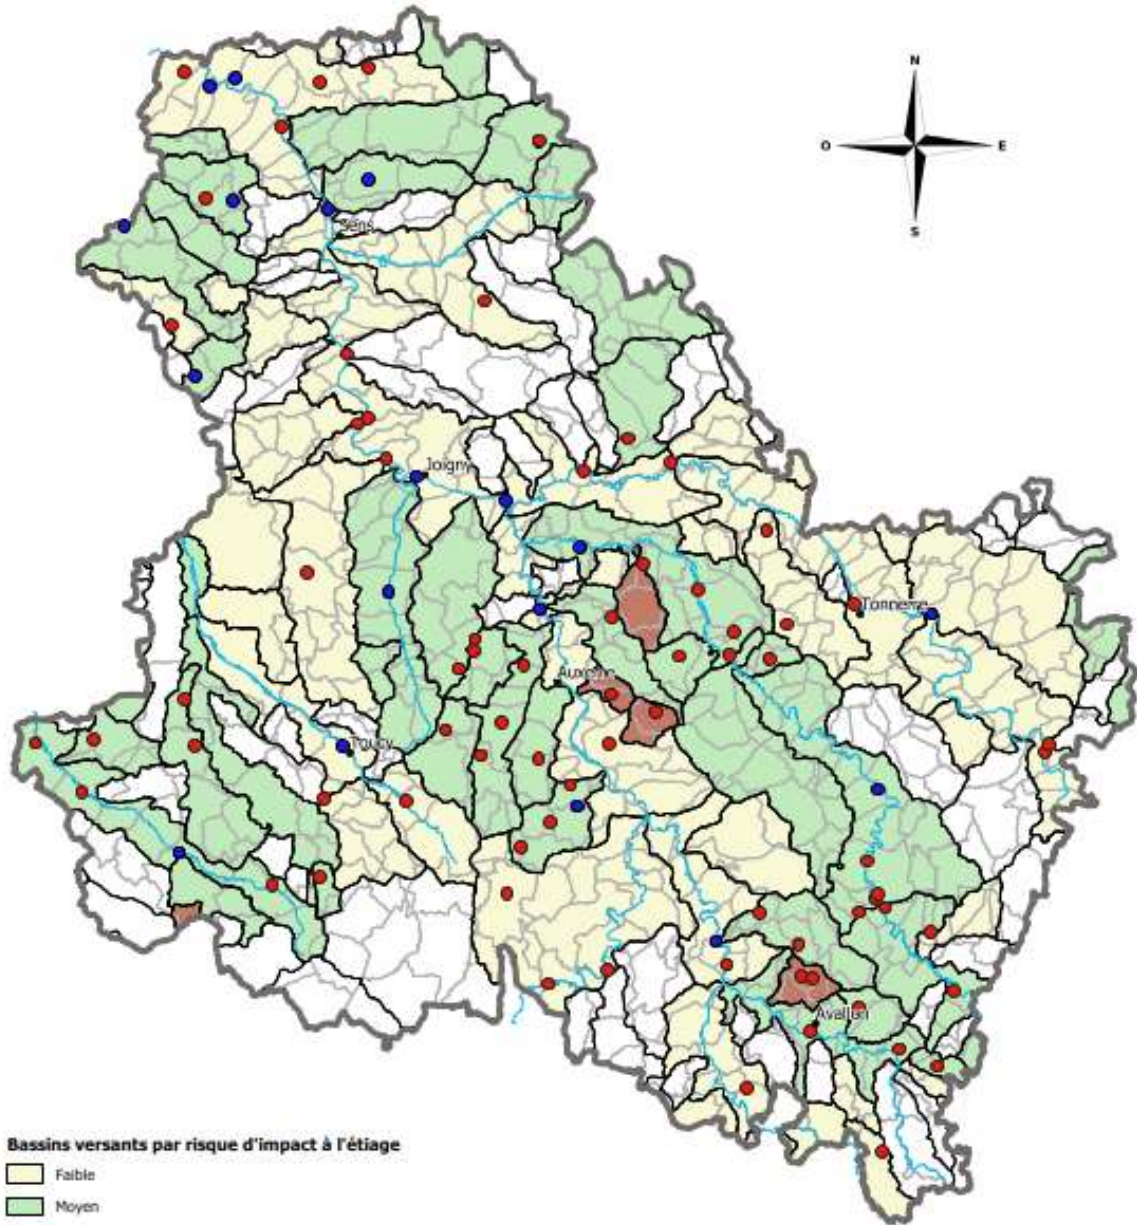 N
O E
S
Sens
Joigny
Tonnerre
Auxerre
Toucy
Avallon
Bassins versants par risque d'impact à l'étiage
Faible
Moyen